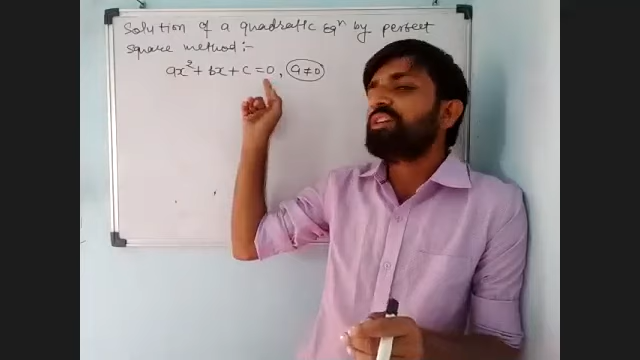 Solution of a quadratic Eqⁿ by perfect
square method:-
ax² + bx + c = 0, a ≠ 0